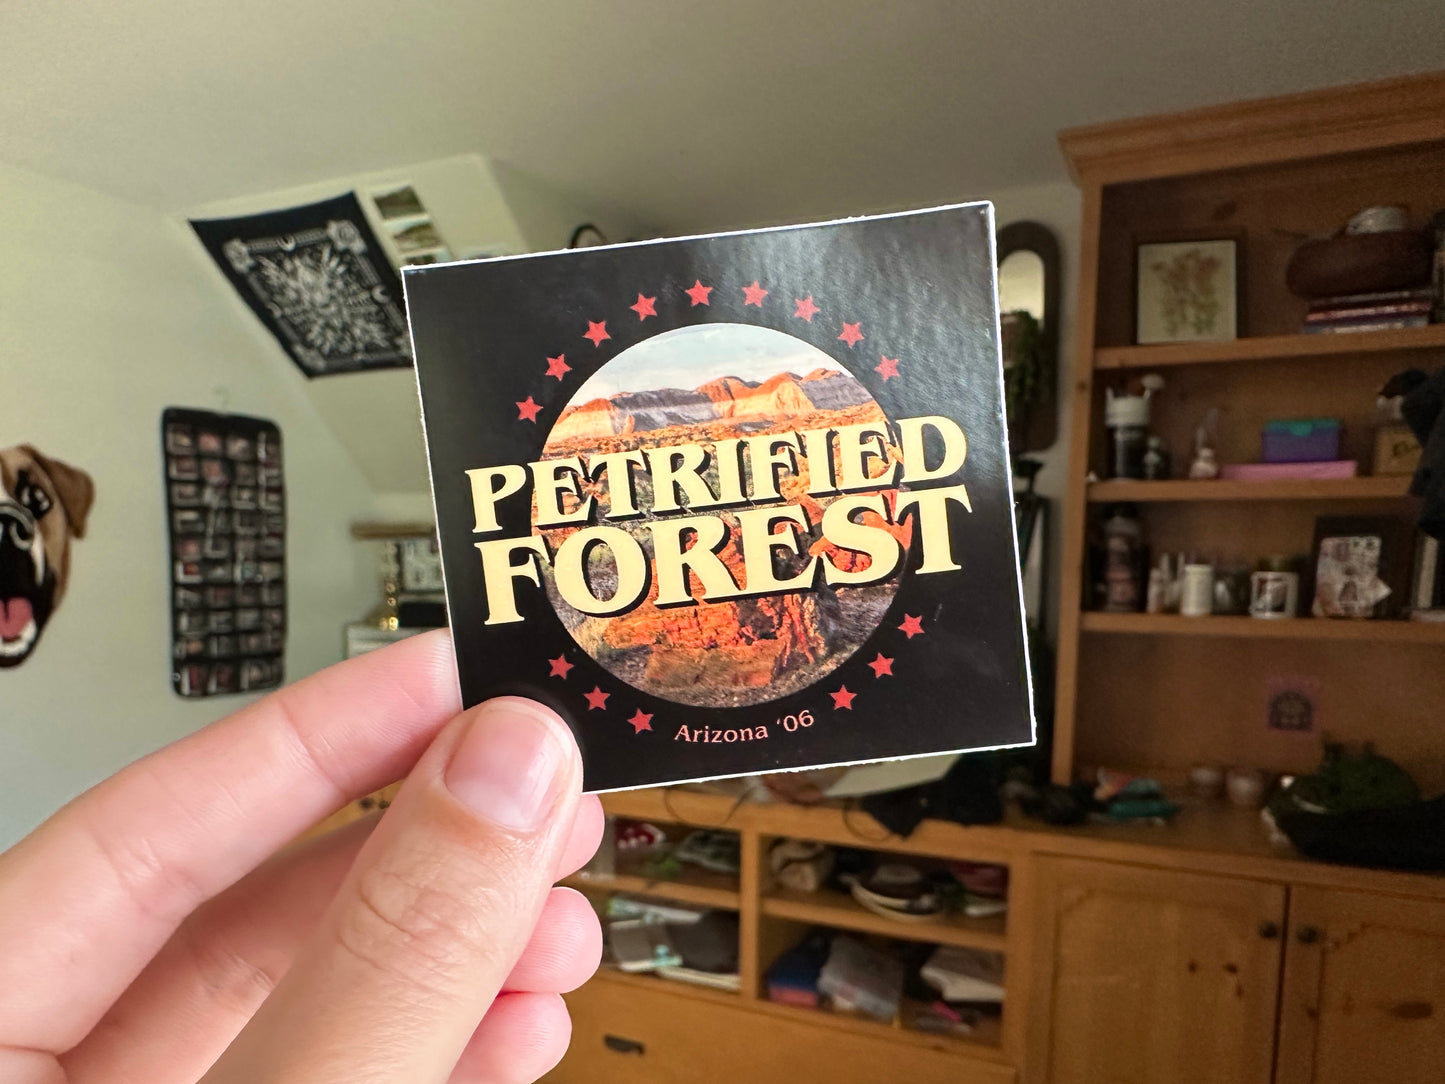 PETRIFIED
FOREST
Arizona ‘06